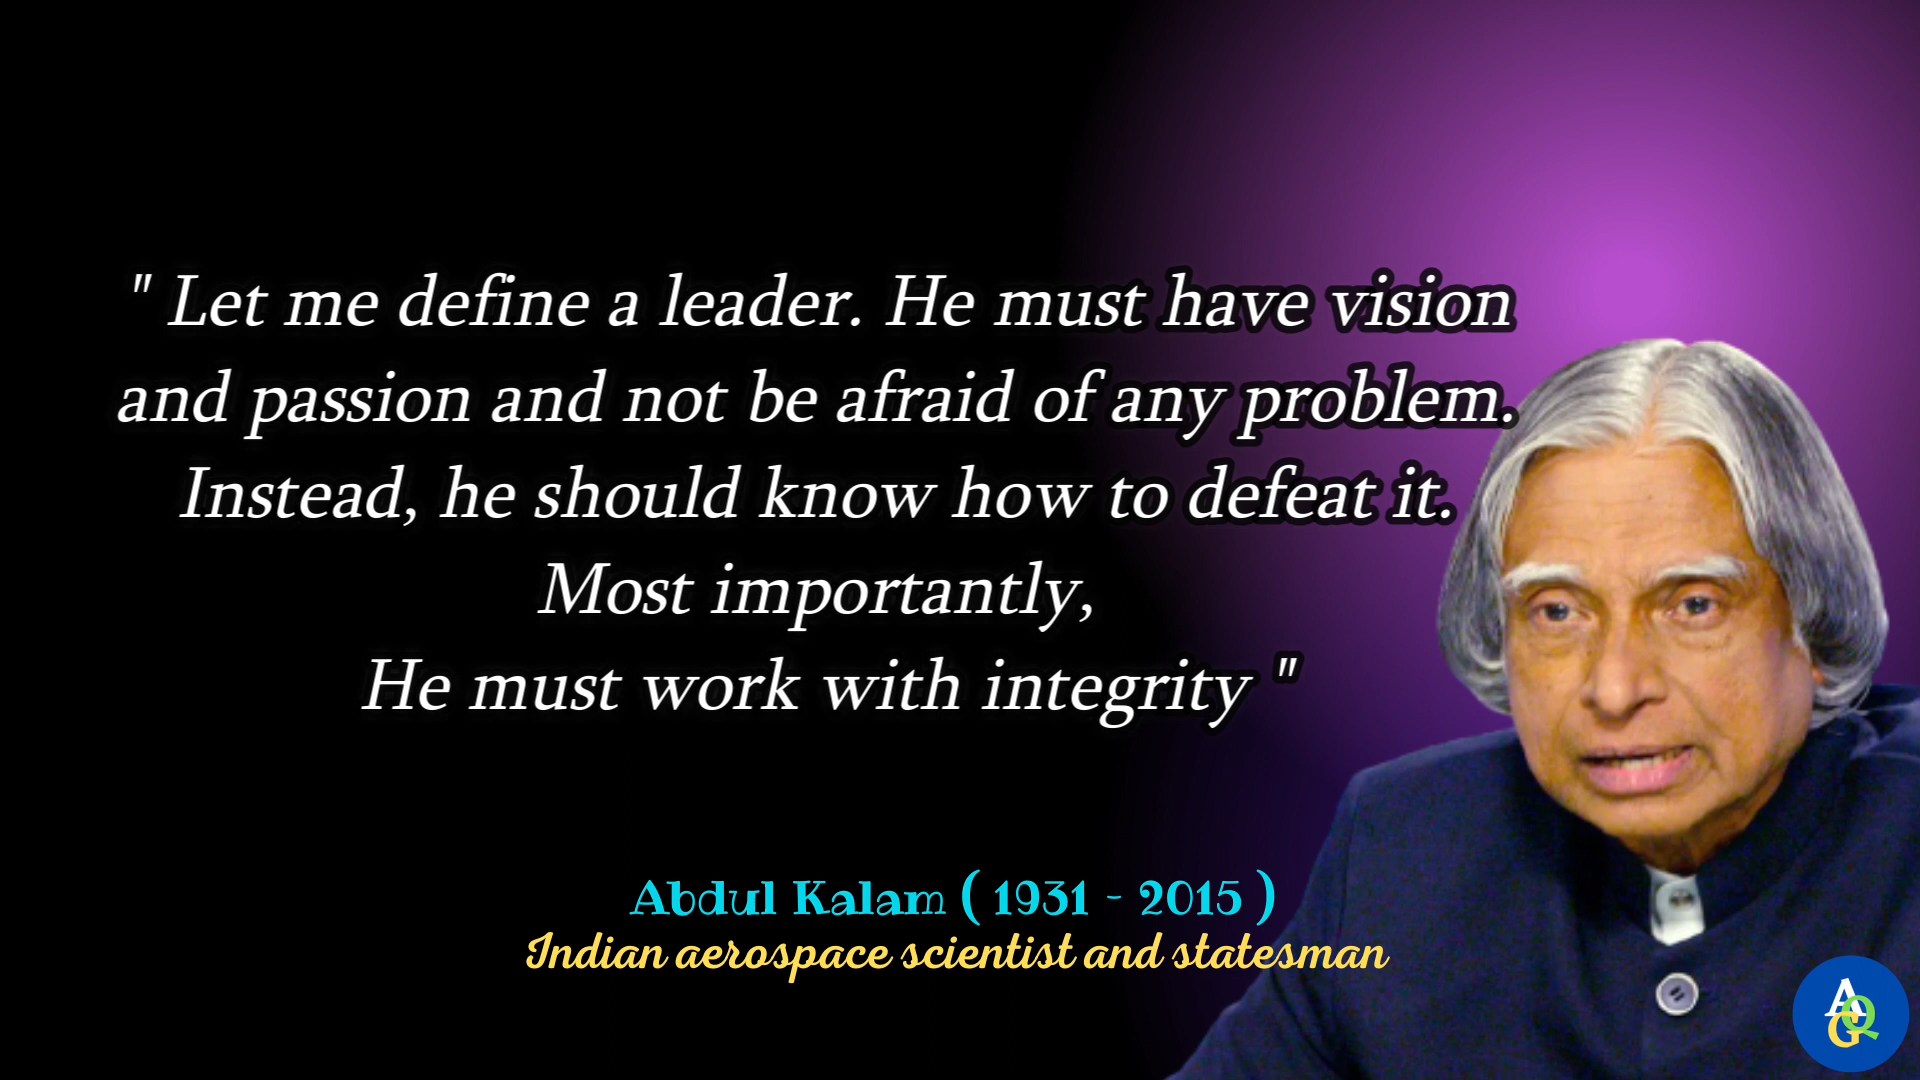 " Let me define a leader. He must have vision
and passion and not be afraid of any problem.
Instead, he should know how to defeat it.
Most importantly,
He must work with integrity "
Abdul Kalam ( 1931 - 2015 )
Indian aerospace scientist and statesman
AQG